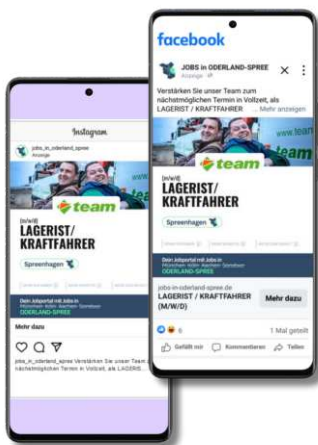 Instagram
jobs_in_oderland_spree
Anzeige
team
(m/w/d)
LAGERIST/
KRAFTFAHRER
Spreenhagen
Dein Jobportal mit Jobs in
ODERLAND-SPREE
Mehr dazu
jobs_in_oderland_spree Verstärken Sie unser Team zum
nächstmöglichen Termin in Vollzeit, als LAGERIS...
facebook
JOBS in ODERLAND-SPREE
Anzeige
Verstärken Sie unser Team zum
nächstmöglichen Termin in Vollzeit, als
LAGERIST / KRAFTFAHRER ... Mehr anzeigen
www.team
team
team
(m/w/d)
LAGERIST/
KRAFTFAHRER
Spreenhagen
Dein Jobportal mit Jobs in
ODERLAND-SPREE
jobs-in-oderland-spree.de
LAGERIST / KRAFTFAHRER
(M/W/D)
Mehr dazu
6
1 Mal geteilt
Gefällt mir
Kommentieren
Teilen